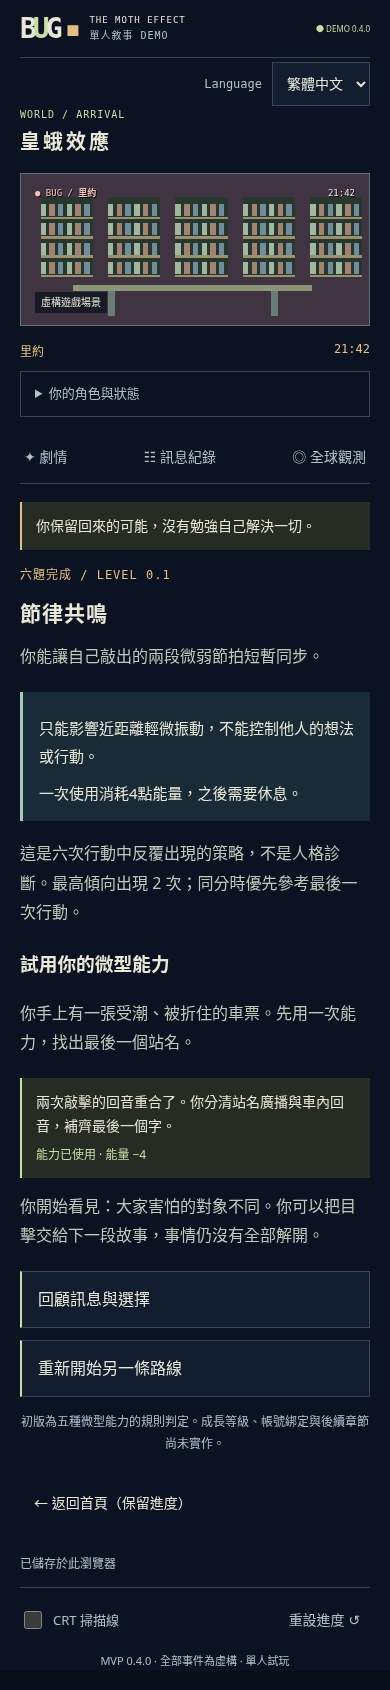 BUG
THE MOTH EFFECT
單人敘事 DEMO
● DEMO 0.4.0
Language
繁體中文
WORLD / ARRIVAL
皇蛾效應
● BUG / 里約
21:42
虛構遊戲場景
里約
21:42
▶ 你的角色與狀態
✦ 劇情
☷ 訊息紀錄
◎ 全球觀測
你保留回來的可能，沒有勉強自己解決一切。
六題完成 / LEVEL 0.1
節律共鳴
你能讓自己敲出的兩段微弱節拍短暫同步。
只能影響近距離輕微振動，不能控制他人的想法
或行動。
一次使用消耗4點能量，之後需要休息。
這是六次行動中反覆出現的策略，不是人格診
斷。最高傾向出現 2 次；同分時優先參考最後一
次行動。
試用你的微型能力
你手上有一張受潮、被折住的車票。先用一次能
力，找出最後一個站名。
兩次敲擊的回音重合了。你分清站名廣播與車內回
音，補齊最後一個字。
能力已使用 · 能量 −4
你開始看見：大家害怕的對象不同。你可以把目
擊交給下一段故事，事情仍沒有全部解開。
回顧訊息與選擇
重新開始另一條路線
初版為五種微型能力的規則判定。成長等級、帳號綁定與後續章節
尚未實作。
← 返回首頁（保留進度）
已儲存於此瀏覽器
CRT 掃描線
重設進度 ↺
MVP 0.4.0 · 全部事件為虛構 · 單人試玩